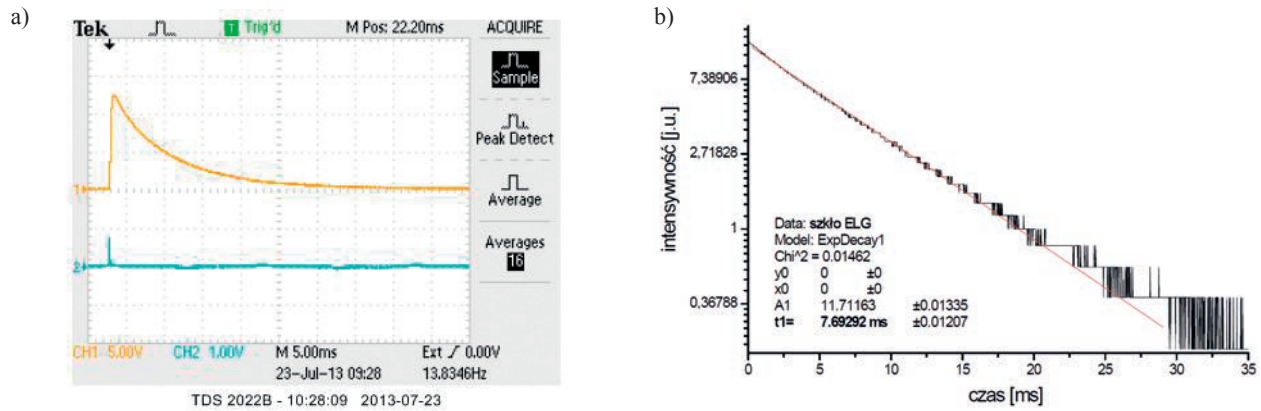 a)
Tek
T Trig'd
M Pos: 22.20ms
ACQUIRE
Sample
Peak Detect
Average
Averages
16
1
2
CH1 5.00V
CH2 1.00V
M 5.00ms
Ext 0.00V
23-Jul-13 09:28
13.8346Hz
TDS 2022B - 10:28:09 2013-07-23
b)
intensywność [j.u.]
7,38906
2,71828
1
0,36788
Data: szkło ELG
Model: ExpDecay1
Chi^2 = 0.01462
y0 0 ±0
x0 0 ±0
A1 11.71163 ±0.01335
t1= 7.69292 ms ±0.01207
0 5 10 15 20 25 30 35
czas [ms]